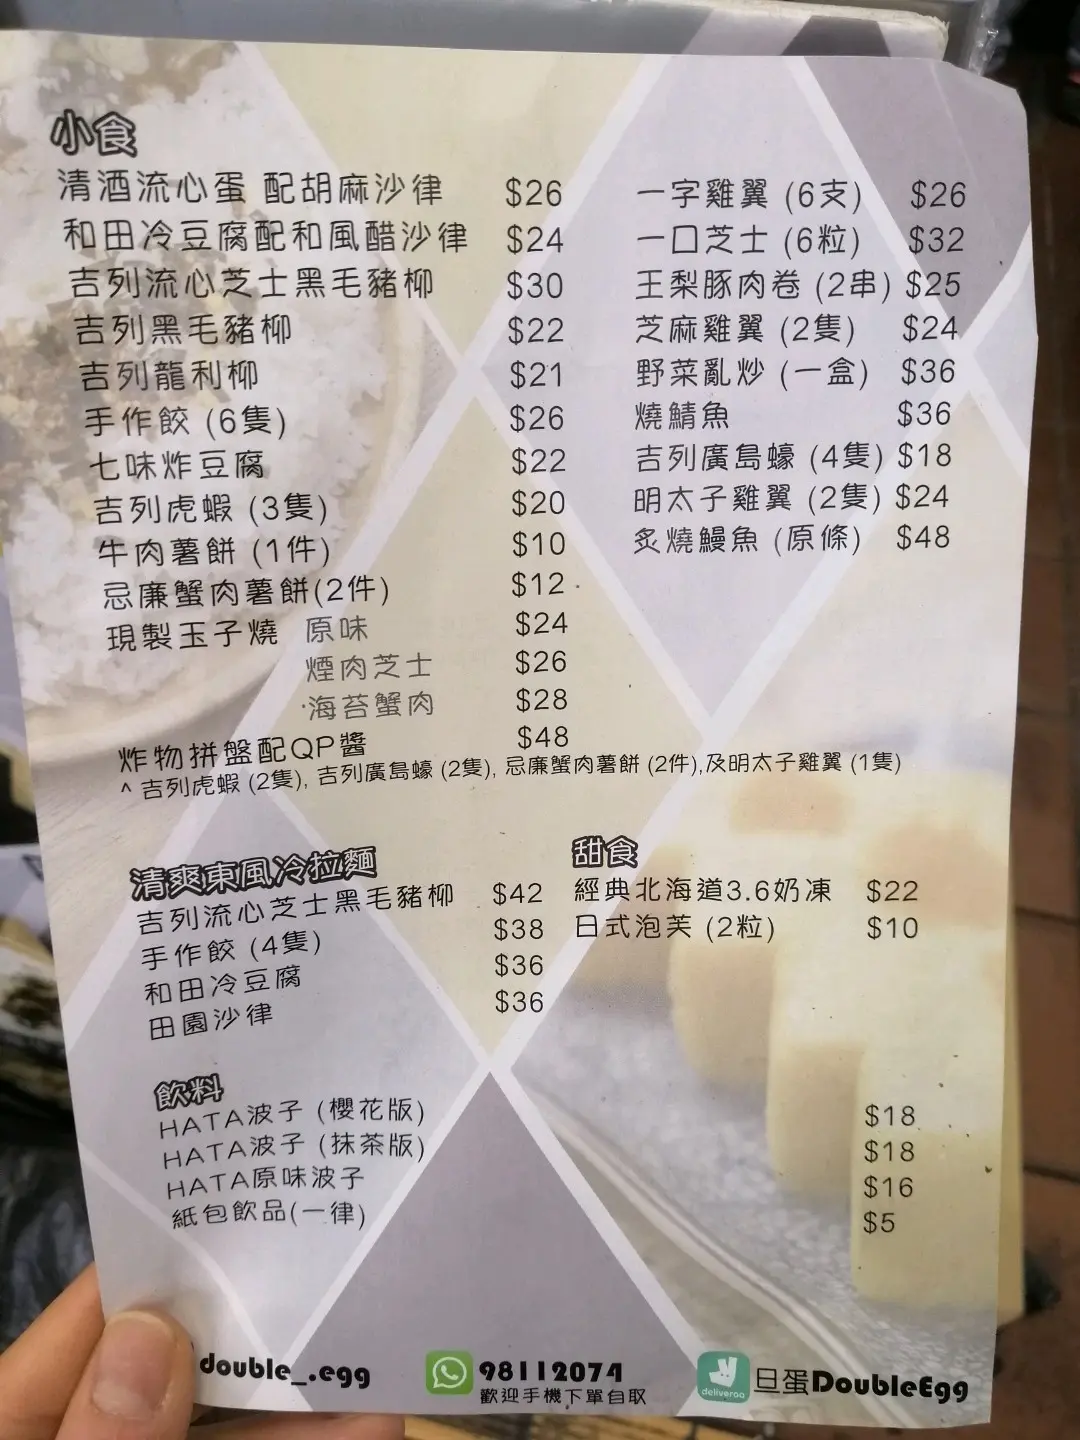 小食
清酒流心蛋 配胡麻沙律 $26
和田冷豆腐配和風醋沙律 $24
吉列流心芝士黑毛豬柳 $30
吉列黑毛豬柳 $22
吉列龍利柳 $21
手作餃 (6隻) $26
七味炸豆腐 $22
吉列虎蝦 (3隻) $20
牛肉薯餅 (1件) $10
忌廉蟹肉薯餅(2件) $12
現製玉子燒 原味 $24
煙肉芝士 $26
海苔蟹肉 $28
炸物拼盤配QP醬 $48
^ 吉列虎蝦 (2隻), 吉列廣島蠔 (2隻), 忌廉蟹肉薯餅 (2件),及明太子雞翼 (1隻)
一字雞翼 (6支) $26
一口芝士 (6粒) $32
王梨豚肉卷 (2串) $25
芝麻雞翼 (2隻) $24
野菜亂炒 (一盒) $36
燒鯖魚 $36
吉列廣島蠔 (4隻) $18
明太子雞翼 (2隻) $24
炙燒鰻魚 (原條) $48
清爽東風冷拉麵
吉列流心芝士黑毛豬柳 $42
手作餃 (4隻) $38
和田冷豆腐 $36
田園沙律 $36
甜食
經典北海道3.6奶凍 $22
日式泡芙 (2粒) $10
飲料
HATA波子 (櫻花版) $18
HATA波子 (抹茶版) $18
HATA原味波子 $16
紙包飲品(一律) $5
double_.egg
98112074
歡迎手機下單自取
deliveroo
旦蛋DoubleEgg